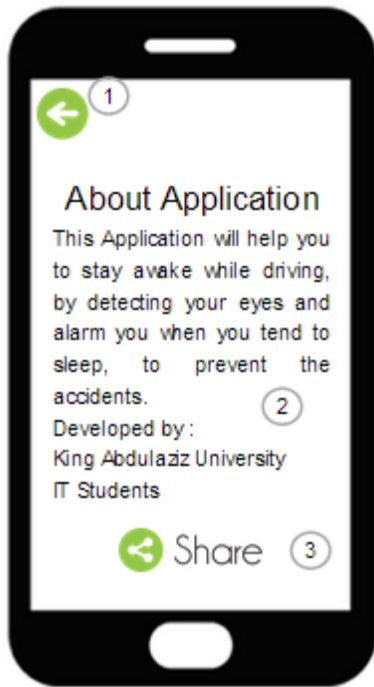 1
About Application
This Application will help you
to stay awake while driving,
by detecting your eyes and
alarm you when you tend to
sleep, to prevent the
accidents.
2
Developed by :
King Abdulaziz University
IT Students
Share
3